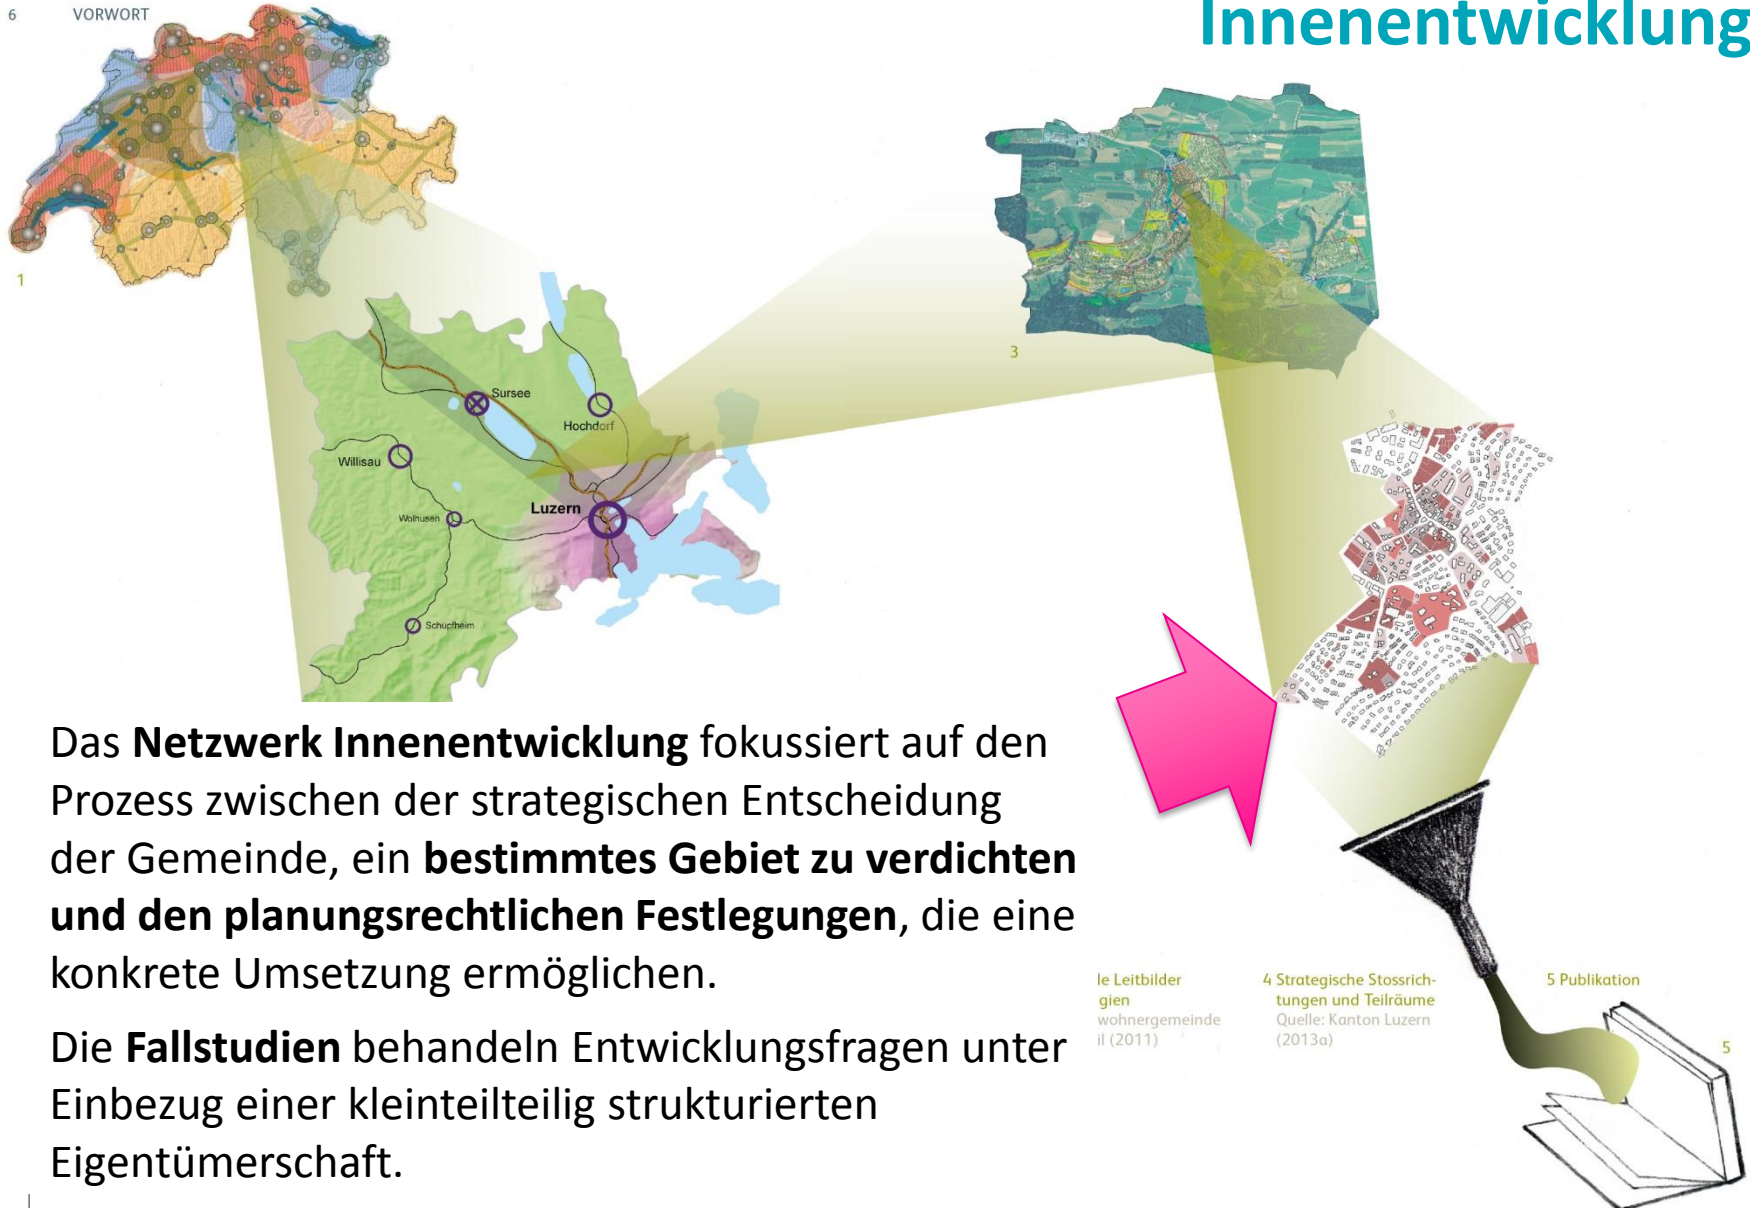 6 VORWORT
Innenentwicklung
1
Sursee
Hochdorf
Willisau
Wolhusen
Luzern
Schüpfheim
3
Das Netzwerk Innenentwicklung fokussiert auf den
Prozess zwischen der strategischen Entscheidung
der Gemeinde, ein bestimmtes Gebiet zu verdichten
und den planungsrechtlichen Festlegungen, die eine
konkrete Umsetzung ermöglichen.
Die Fallstudien behandeln Entwicklungsfragen unter
Einbezug einer kleinteilteilig strukturierten
Eigentümerschaft.
le Leitbilder
gien
wohnergemeinde
il (2011)
4 Strategische Stossrich-
tungen und Teilräume
Quelle: Kanton Luzern
(2013a)
5 Publikation
5